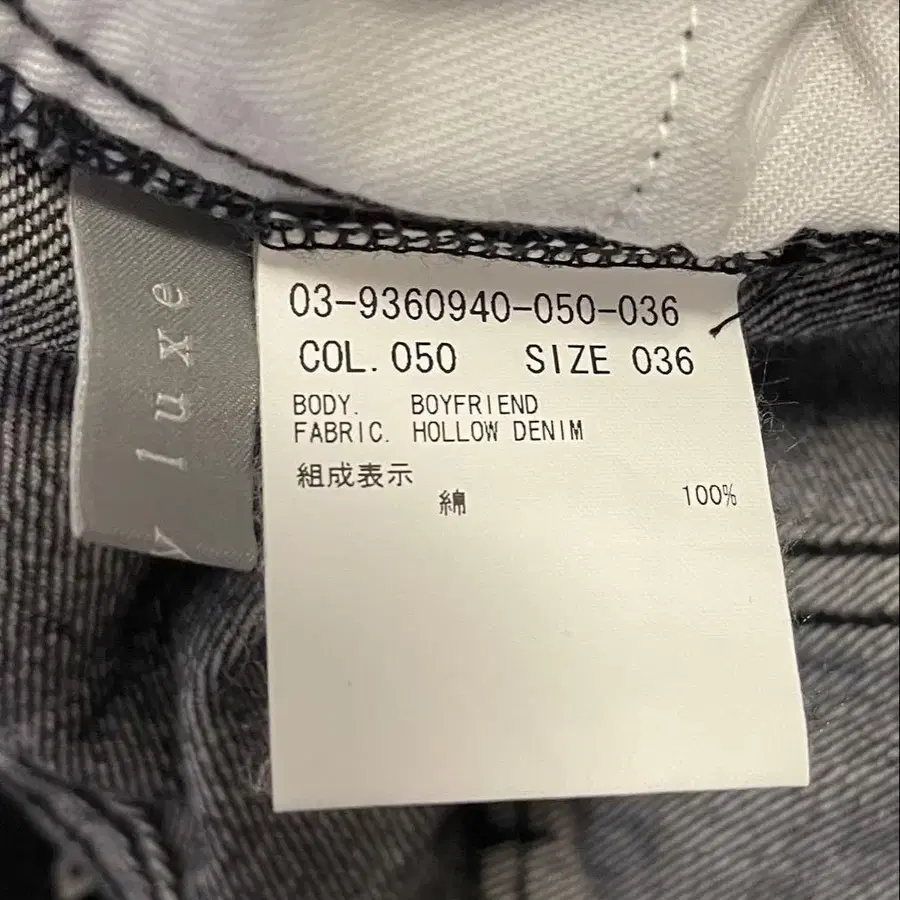 03-9360940-050-036
COL.050 SIZE 036
BODY. BOYFRIEND
FABRIC. HOLLOW DENIM
組成表示
綿 100%
y luxe